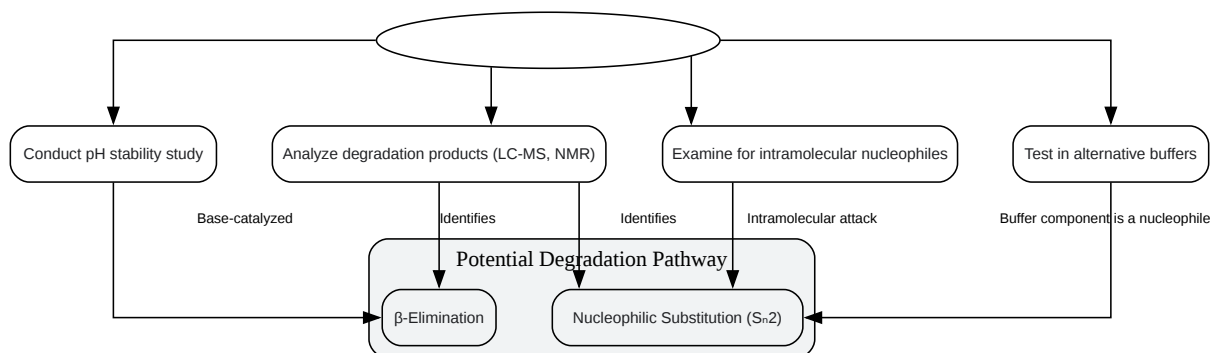 Conduct pH stability study
Analyze degradation products (LC-MS, NMR)
Examine for intramolecular nucleophiles
Test in alternative buffers
Base-catalyzed
Identifies
Identifies
Intramolecular attack
Buffer component is a nucleophile
Potential Degradation Pathway
β-Elimination
Nucleophilic Substitution (Sₙ2)